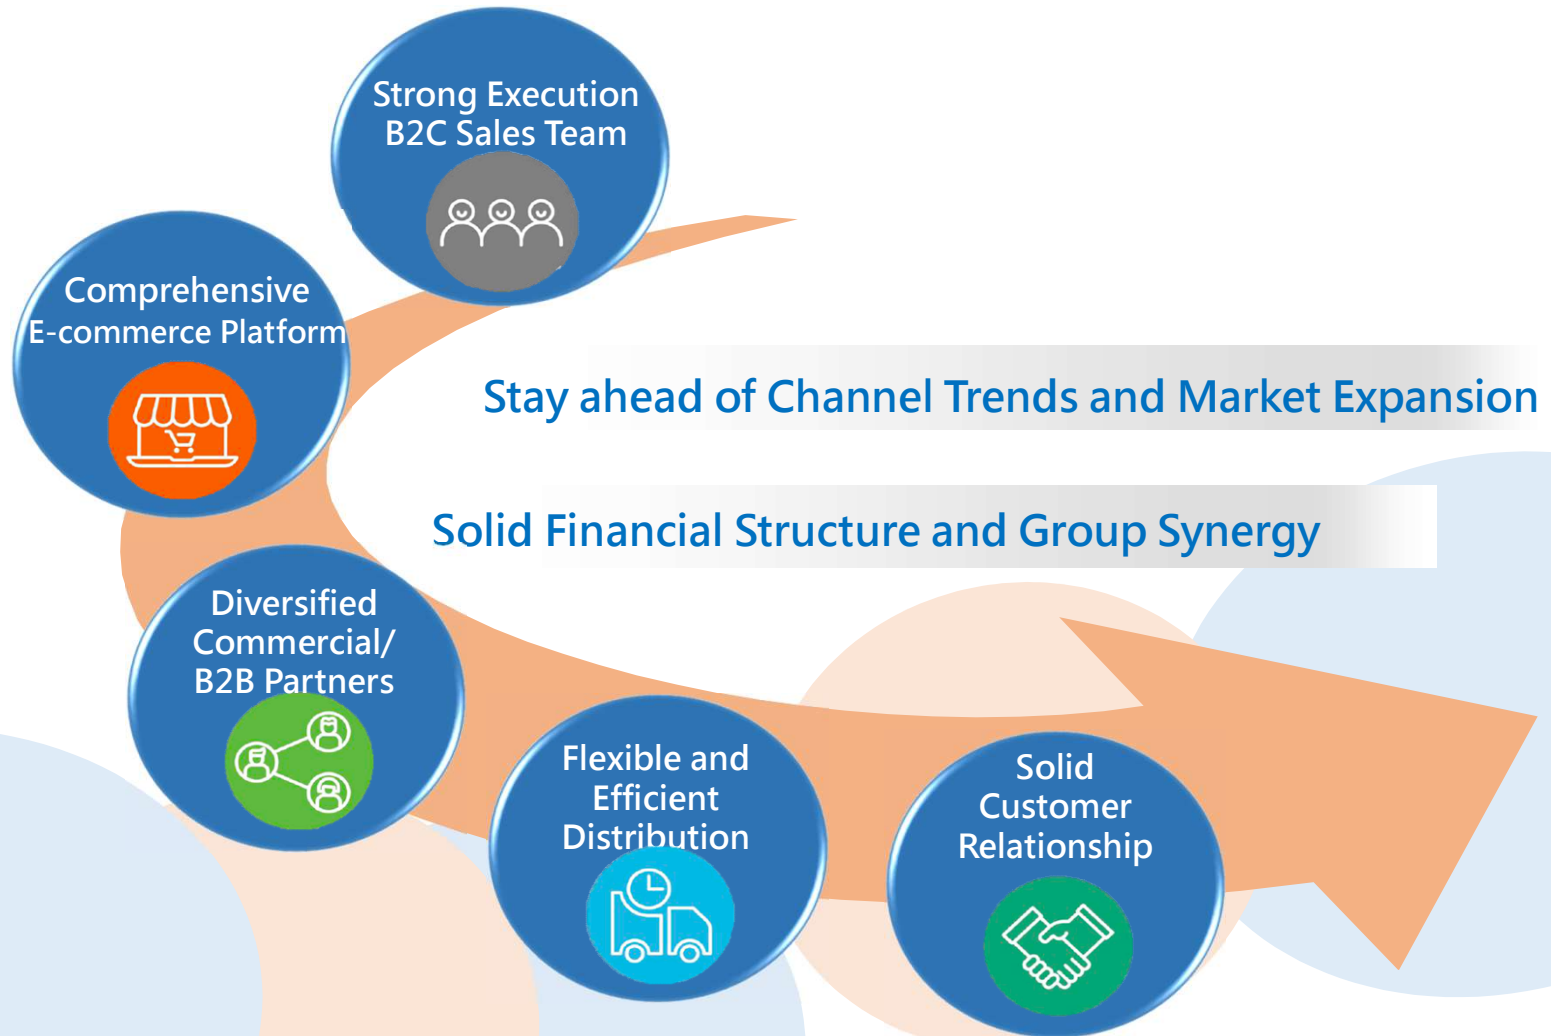 Strong Execution
B2C Sales Team
Comprehensive
E-commerce Platform
Stay ahead of Channel Trends and Market Expansion
Solid Financial Structure and Group Synergy
Diversified
Commercial/
B2B Partners
Flexible and
Efficient
Distribution
Solid
Customer
Relationship